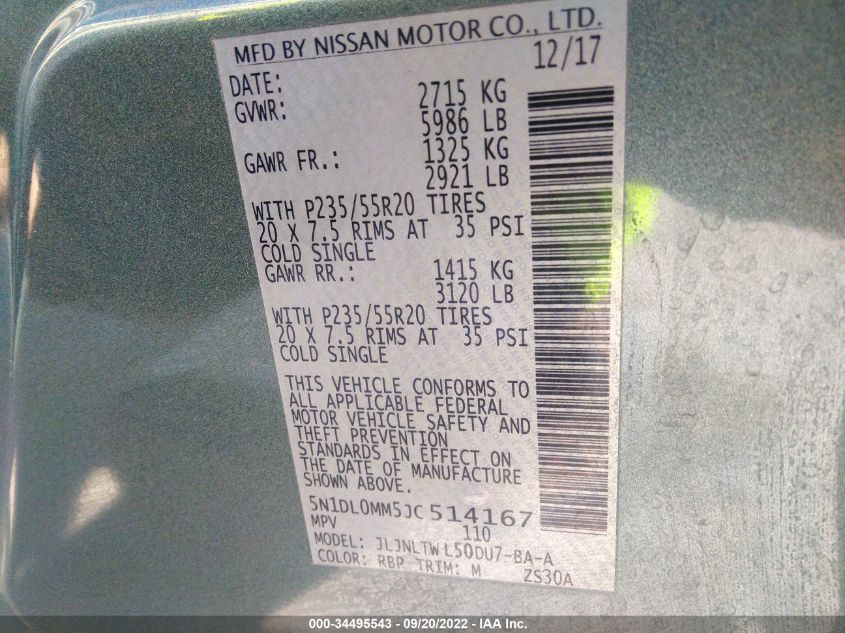 MFD BY NISSAN MOTOR CO., LTD.
DATE: 12/17
GVWR: 2715 KG
5986 LB
GAWR FR.: 1325 KG
2921 LB
WITH P235/55R20 TIRES
20 X 7.5 RIMS AT 35 PSI
COLD SINGLE
GAWR RR.: 1415 KG
3120 LB
WITH P235/55R20 TIRES
20 X 7.5 RIMS AT 35 PSI
COLD SINGLE
THIS VEHICLE CONFORMS TO
ALL APPLICABLE FEDERAL
MOTOR VEHICLE SAFETY AND
THEFT PREVENTION
STANDARDS IN EFFECT ON
THE DATE OF MANUFACTURE
SHOWN ABOVE.
5N1DL0MM5JC514167
MPV 110
MODEL: JLJNLTWL50DU7-BA-A
COLOR: RBP TRIM: M ZS30A
000-34495543 - 09/20/2022 - IAA Inc.